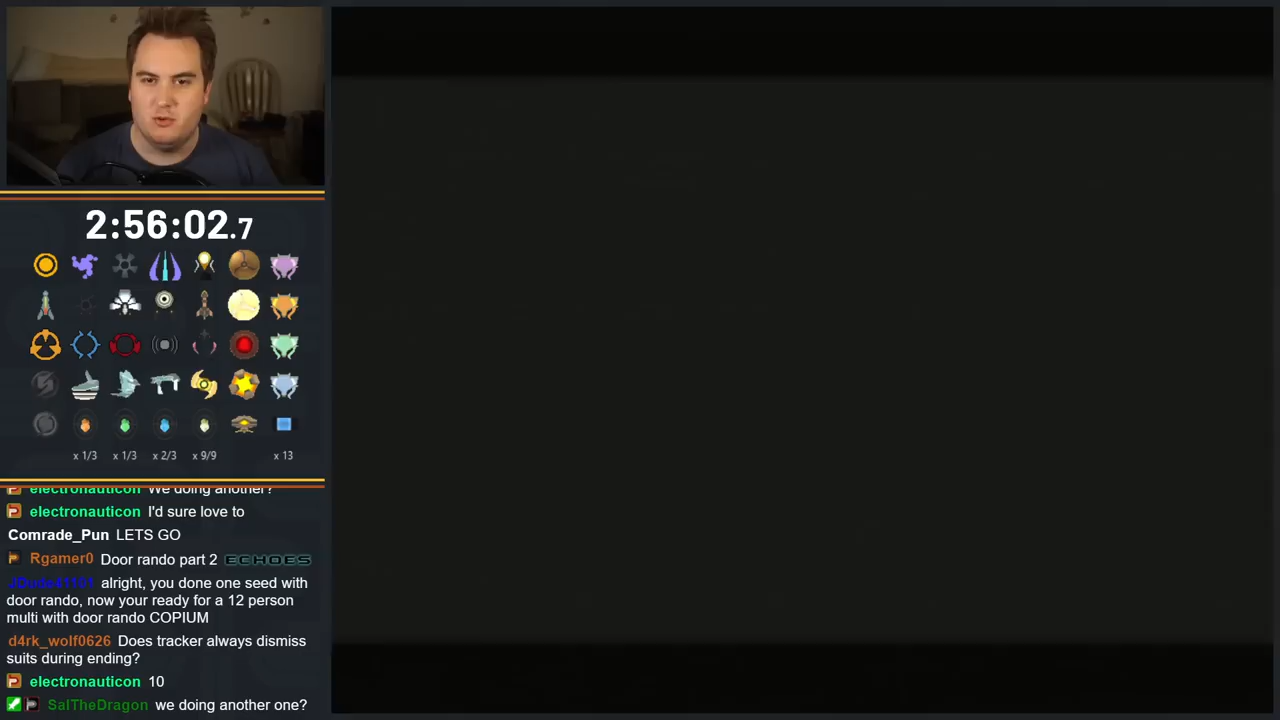 2:56:02.7
x 1/3 x 1/3 x 2/3 x 9/9 x 13
electronauticon We doing another?
electronauticon I'd sure love to
Comrade_Pun LETS GO
Rgamer0 Door rando part 2 ECHOES
JDude41101 alright, you done one seed with
door rando, now your ready for a 12 person
multi with door rando COPIUM
d4rk_wolf0626 Does tracker always dismiss
suits during ending?
electronauticon 10
SalTheDragon we doing another one?